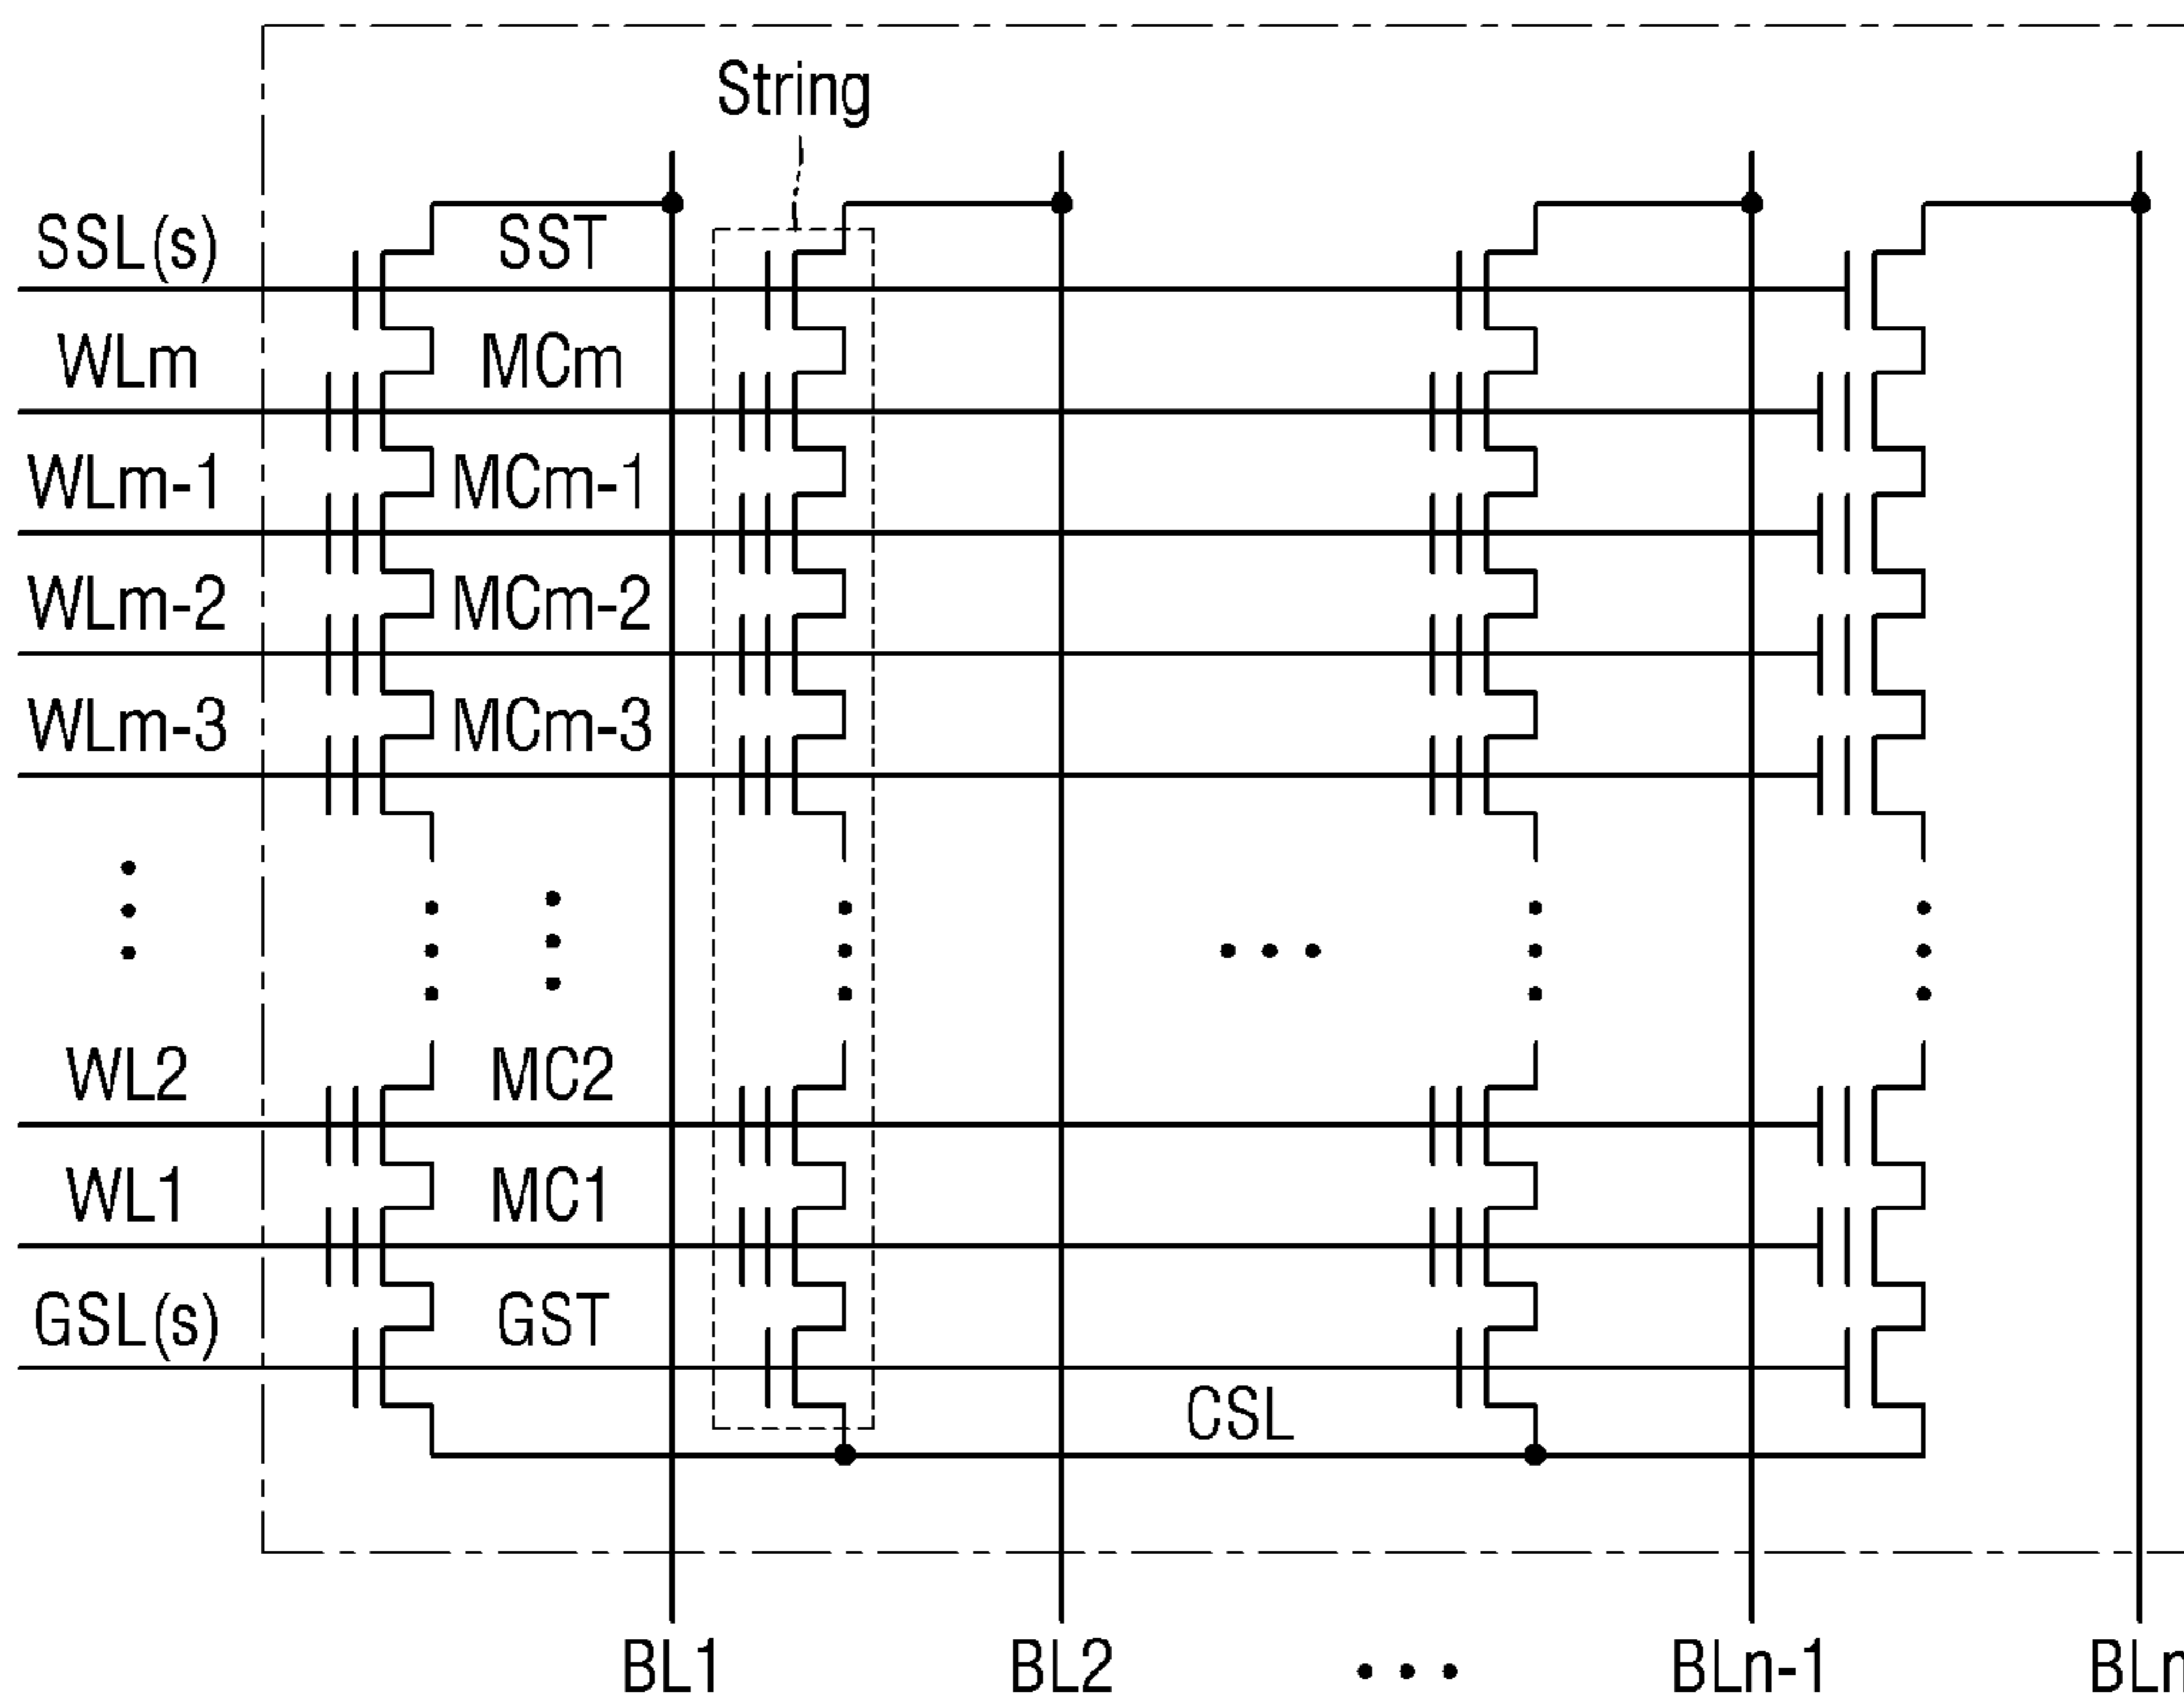 String
SSL(s) SST
WLm MCm
WLm-1 MCm-1
WLm-2 MCm-2
WLm-3 MCm-3
WL2 MC2
WL1 MC1
GSL(s) GST
CSL
BL1 BL2 ... BLn-1 BLn